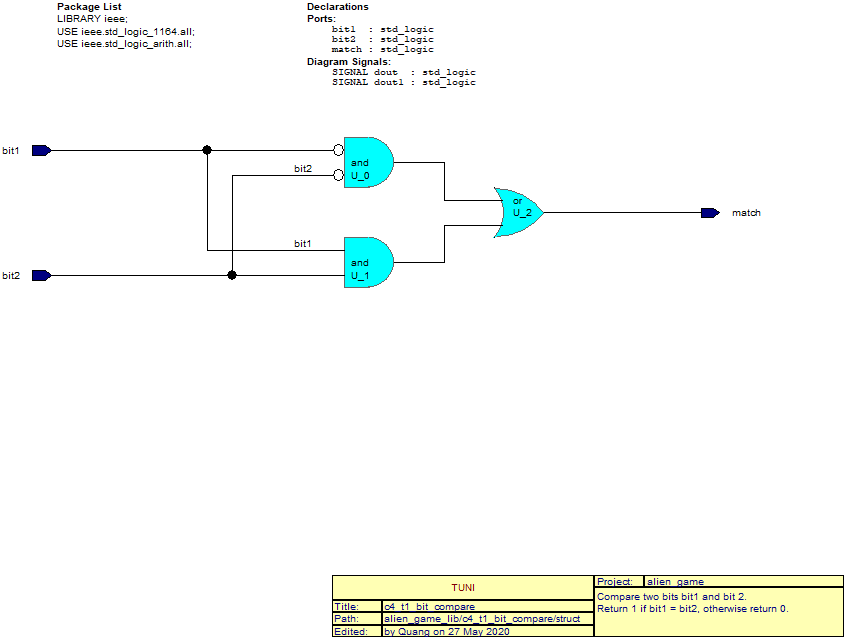 Package List
LIBRARY ieee;
USE ieee.std_logic_1164.all;
USE ieee.std_logic_arith.all;
Declarations
Ports:
bit1 : std_logic
bit2 : std_logic
match : std_logic
Diagram Signals:
SIGNAL dout : std_logic
SIGNAL dout1 : std_logic
bit1
bit2
and
U_0
or
U_2
match
bit1
and
U_1
bit2
TUNI
Title: c4_t1_bit_compare
Path: alien_game_lib/c4_t1_bit_compare/struct
Edited: by Quang on 27 May 2020
Project: alien_game
Compare two bits bit1 and bit 2.
Return 1 if bit1 = bit2, otherwise return 0.